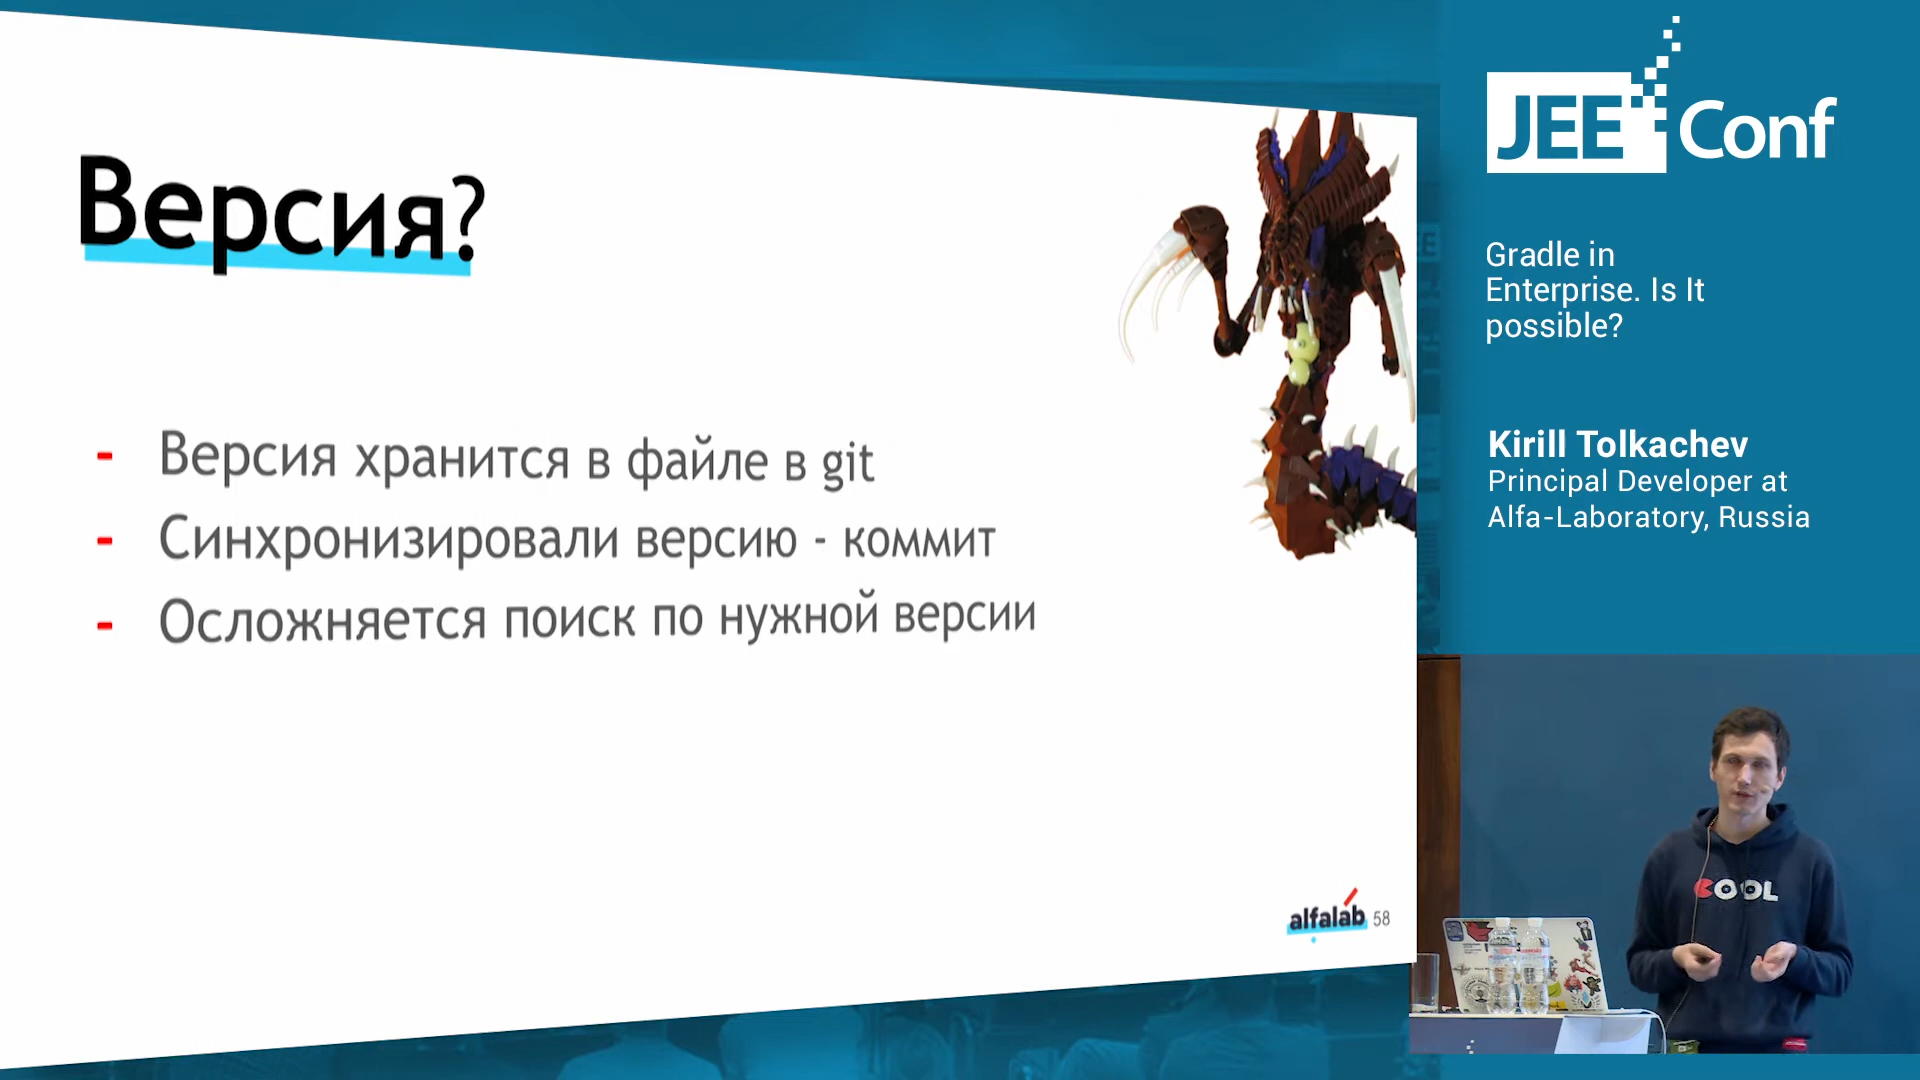 Версия?
- Версия хранится в файле в git
- Синхронизировали версию - коммит
- Осложняется поиск по нужной версии
alfalab 58
JEE Conf
Gradle in
Enterprise. Is It
possible?
Kirill Tolkachev
Principal Developer at
Alfa-Laboratory, Russia
COOL